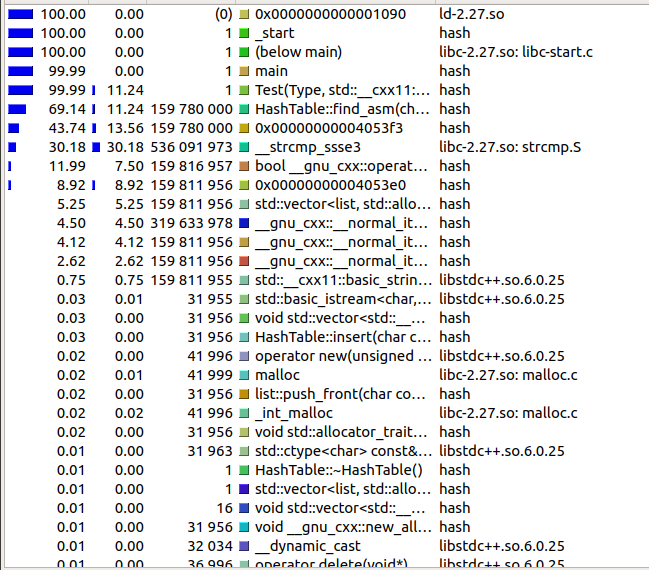 100.00 0.00 (0) 0x0000000000001090 ld-2.27.so
100.00 0.00 1 _start hash
100.00 0.00 1 (below main) libc-2.27.so: libc-start.c
99.99 0.00 1 main hash
99.99 11.24 1 Test(Type, std::__cxx11:... hash
69.14 11.24 159 780 000 HashTable::find_asm(ch... hash
43.74 13.56 159 780 000 0x00000000004053f3 hash
30.18 30.18 536 091 973 __strcmp_ssse3 libc-2.27.so: strcmp.S
11.99 7.50 159 816 957 bool __gnu_cxx::operat... hash
8.92 8.92 159 811 956 0x00000000004053e0 hash
5.25 5.25 159 811 956 std::vector<list, std::allo... hash
4.50 4.50 319 633 978 __gnu_cxx::__normal_it... hash
4.12 4.12 159 811 956 __gnu_cxx::__normal_it... hash
2.62 2.62 159 811 956 __gnu_cxx::__normal_it... hash
0.75 0.75 159 811 955 std::__cxx11::basic_strin... libstdc++.so.6.0.25
0.03 0.01 31 955 std::basic_istream<char,... libstdc++.so.6.0.25
0.03 0.00 31 956 void std::vector<std::__... hash
0.03 0.00 31 956 HashTable::insert(char c... hash
0.02 0.00 41 996 operator new(unsigned ... libstdc++.so.6.0.25
0.02 0.01 41 999 malloc libc-2.27.so: malloc.c
0.02 0.00 31 956 list::push_front(char co... hash
0.02 0.02 41 996 _int_malloc libc-2.27.so: malloc.c
0.02 0.00 31 956 void std::allocator_trait... hash
0.01 0.00 31 963 std::ctype<char> const&... libstdc++.so.6.0.25
0.01 0.00 1 HashTable::~HashTable() hash
0.01 0.00 1 std::vector<list, std::allo... hash
0.01 0.00 16 void std::vector<std::__... hash
0.01 0.00 31 956 void __gnu_cxx::new_all... hash
0.01 0.00 32 034 __dynamic_cast libstdc++.so.6.0.25
0.01 0.00 36 996 operator delete(void*) libstdc++.so.6.0.25